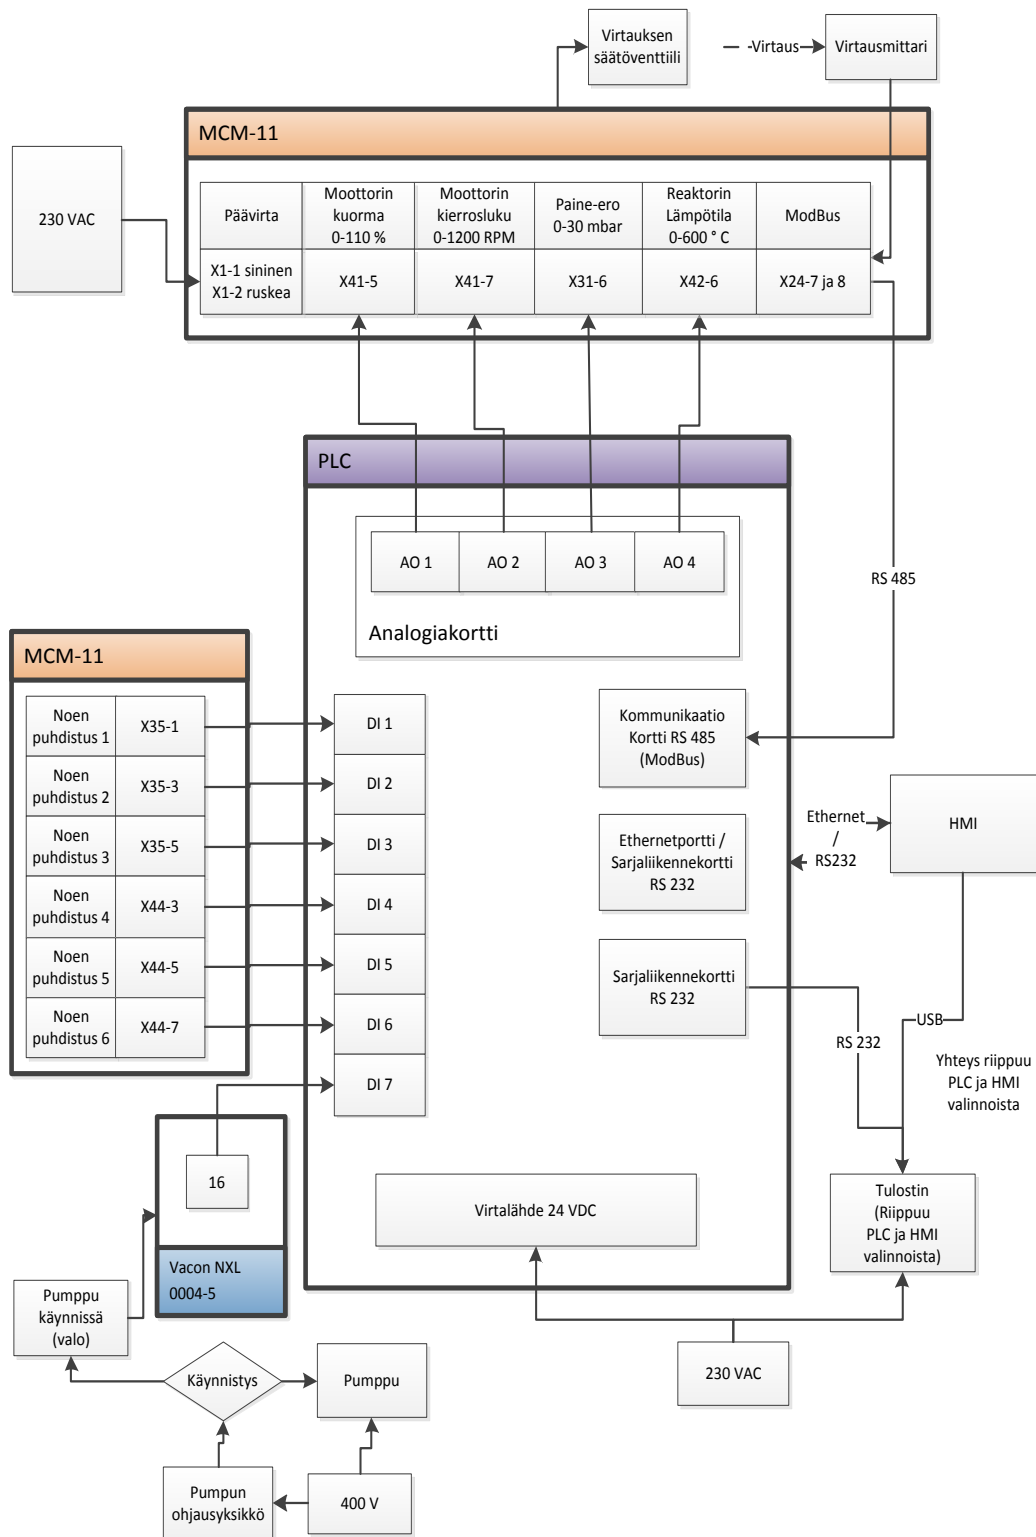 Virtauksen
säätöventtiili
Virtaus
Virtausmittari
MCM-11
230 VAC
Päävirta
Moottorin
kuorma
0-110 %
Moottorin
kierrosluku
0-1200 RPM
Paine-ero
0-30 mbar
Reaktorin
Lämpötila
0-600 ° C
ModBus
X1-1 sininen
X1-2 ruskea
X41-5
X41-7
X31-6
X42-6
X24-7 ja 8
PLC
AO 1
AO 2
AO 3
AO 4
Analogiakortti
RS 485
MCM-11
Noen
puhdistus 1
X35-1
Noen
puhdistus 2
X35-3
Noen
puhdistus 3
X35-5
Noen
puhdistus 4
X44-3
Noen
puhdistus 5
X44-5
Noen
puhdistus 6
X44-7
DI 1
DI 2
DI 3
DI 4
DI 5
DI 6
DI 7
Kommunikaatio
Kortti RS 485
(ModBus)
Ethernetportti /
Sarjaliikennekortti
RS 232
Sarjaliikennekortti
RS 232
Ethernet
/
RS232
HMI
USB
RS 232
Yhteys riippuu
PLC ja HMI
valinnoista
16
Vacon NXL
0004-5
Virtalähde 24 VDC
Tulostin
(Riippuu
PLC ja HMI
valinnoista)
Pumppu
käynnissä
(valo)
Käynnistys
Pumppu
230 VAC
Pumpun
ohjausyksikkö
400 V